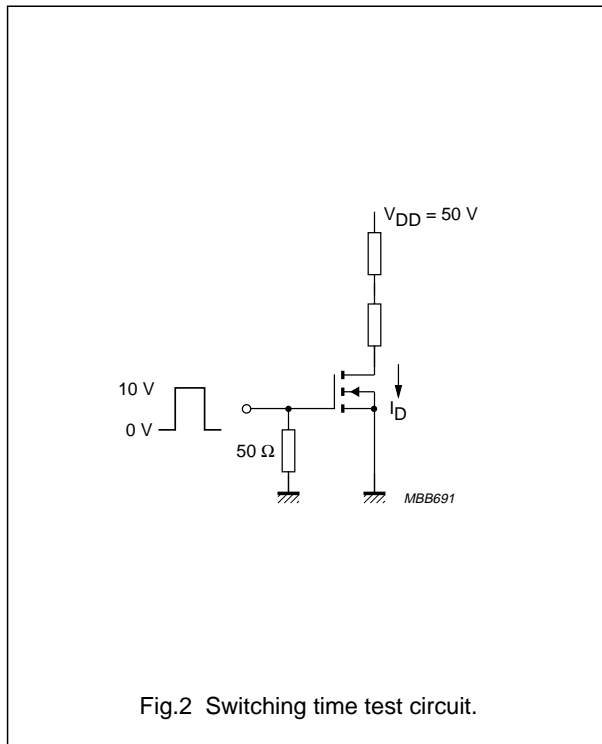 V_DD = 50 V
10 V
0 V
I_D
50 Ω
MBB691
Fig.2 Switching time test circuit.